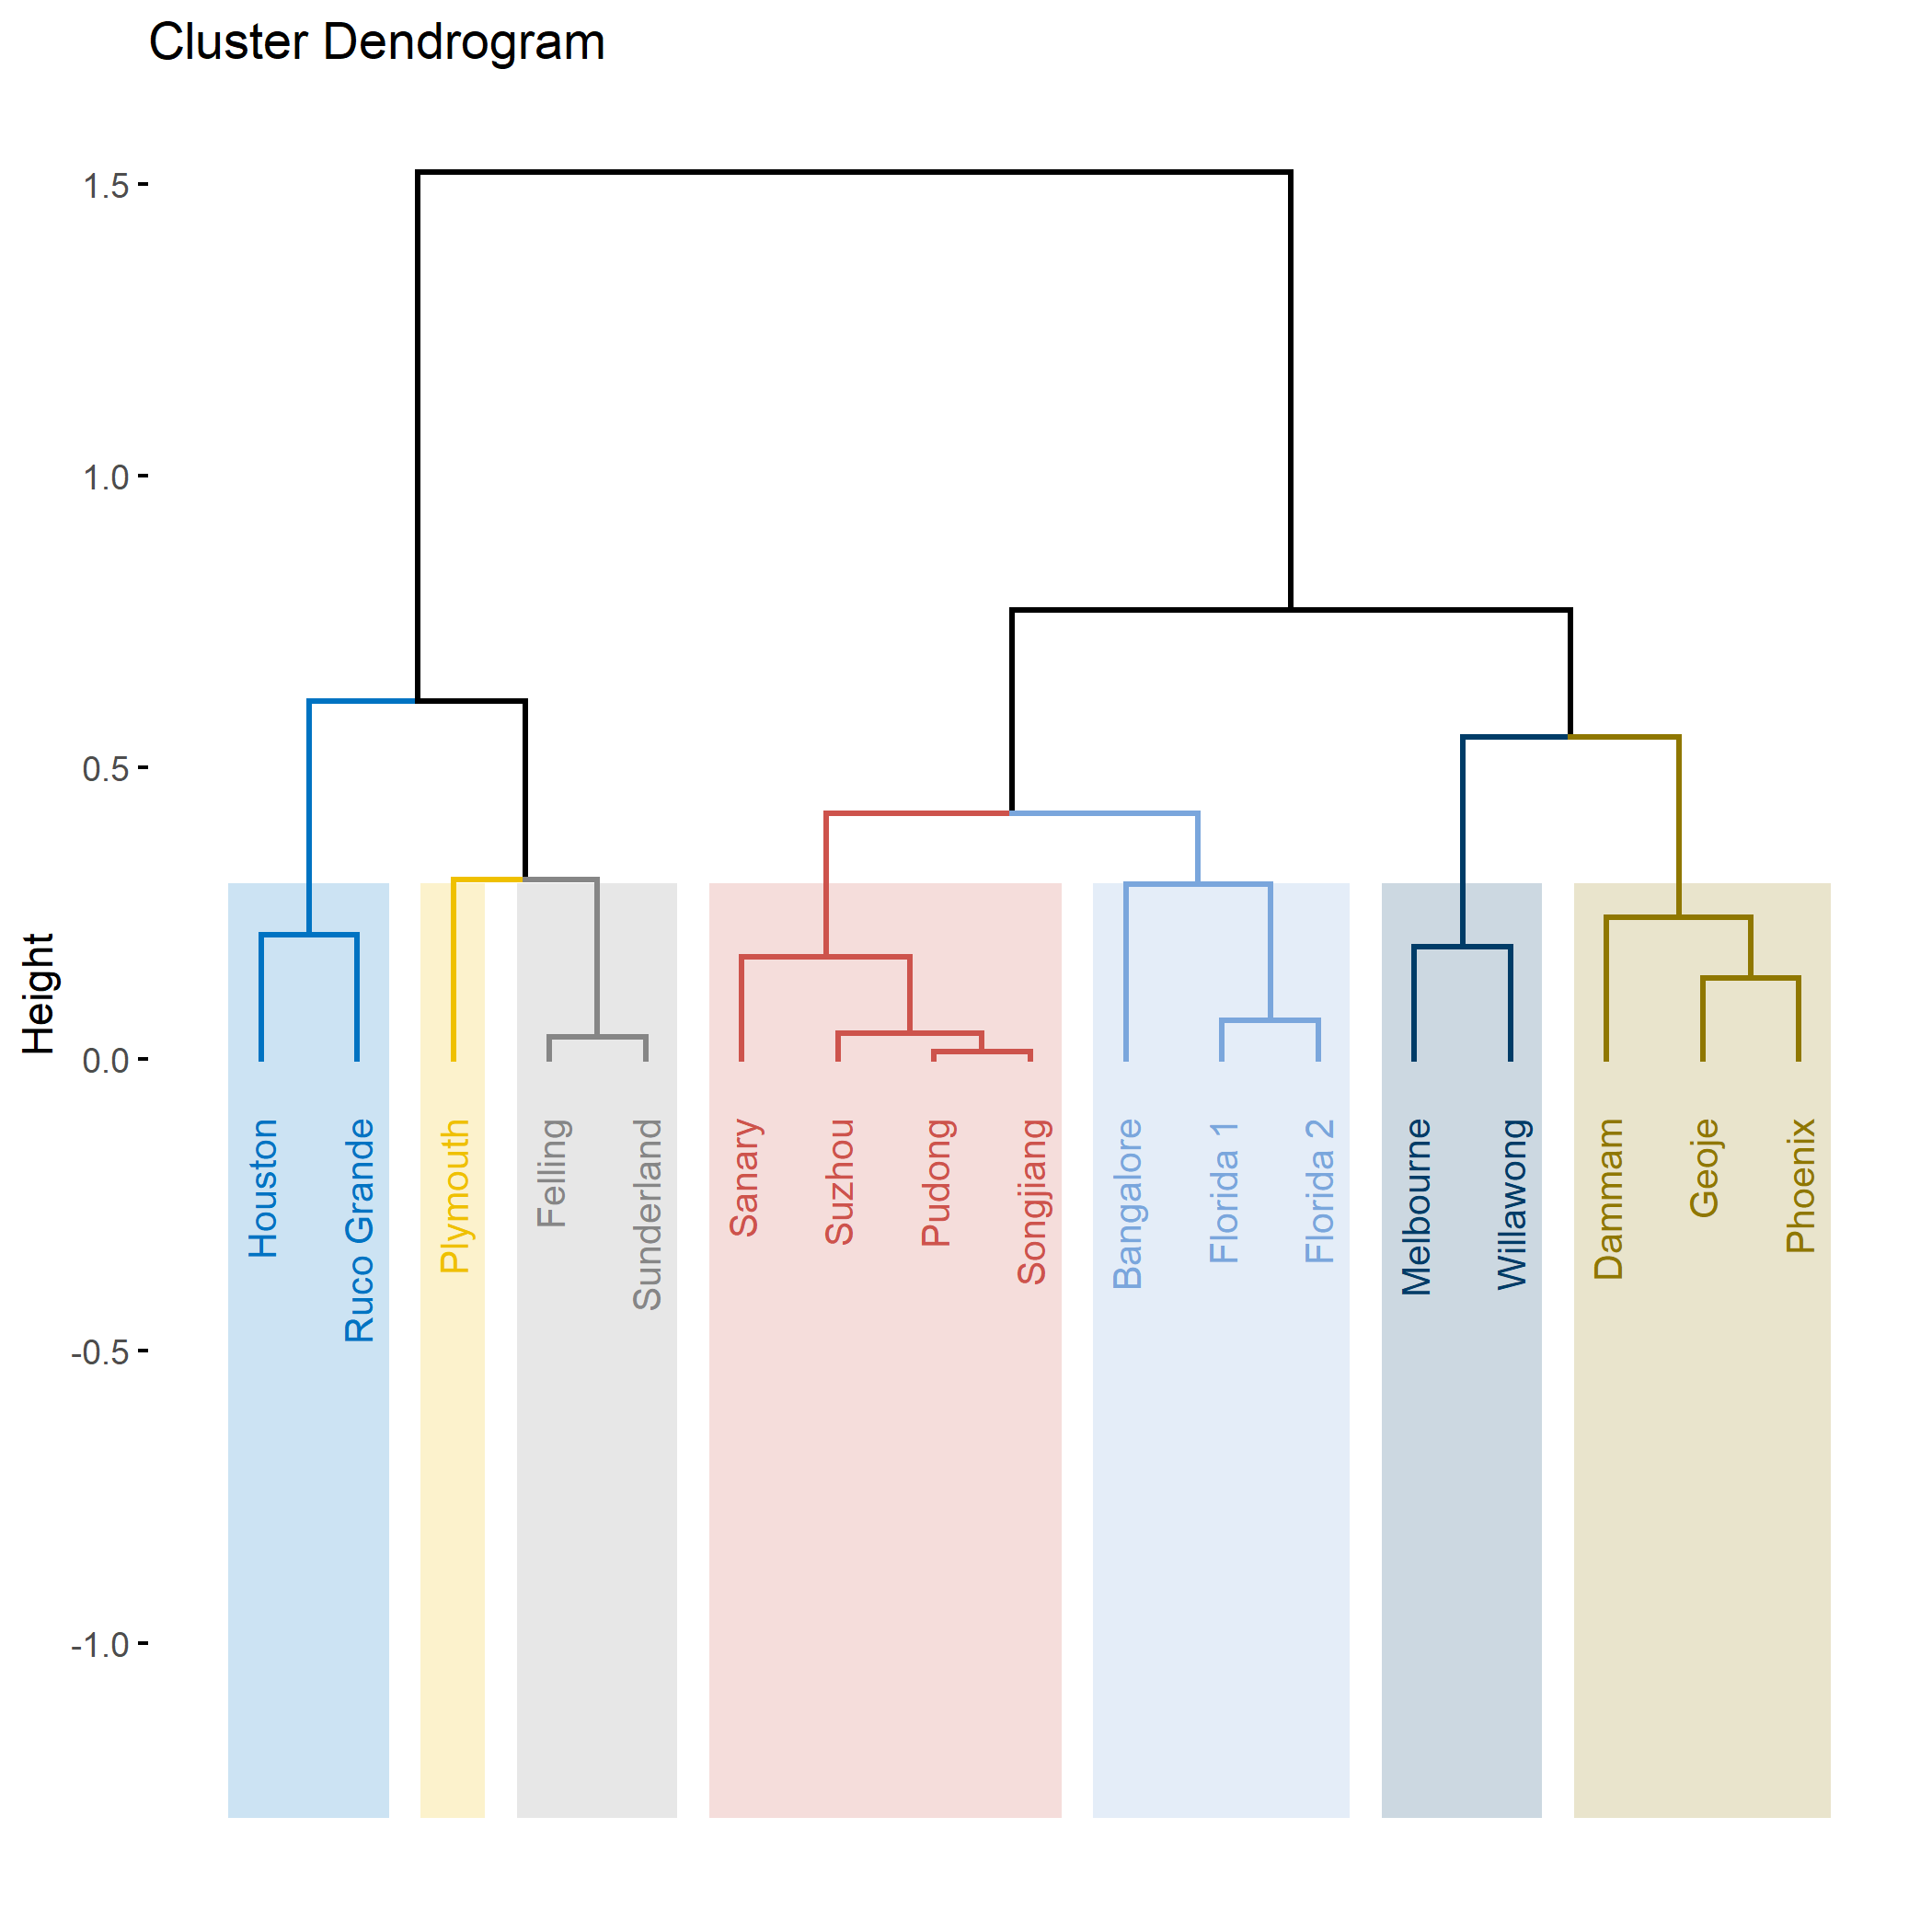 Cluster Dendrogram
1.5
1.0
0.5
0.0
-0.5
-1.0
Height
Houston
Ruco Grande
Plymouth
Felling
Sunderland
Sanary
Suzhou
Pudong
Songjiang
Bangalore
Florida 1
Florida 2
Melbourne
Willawong
Dammam
Geoje
Phoenix